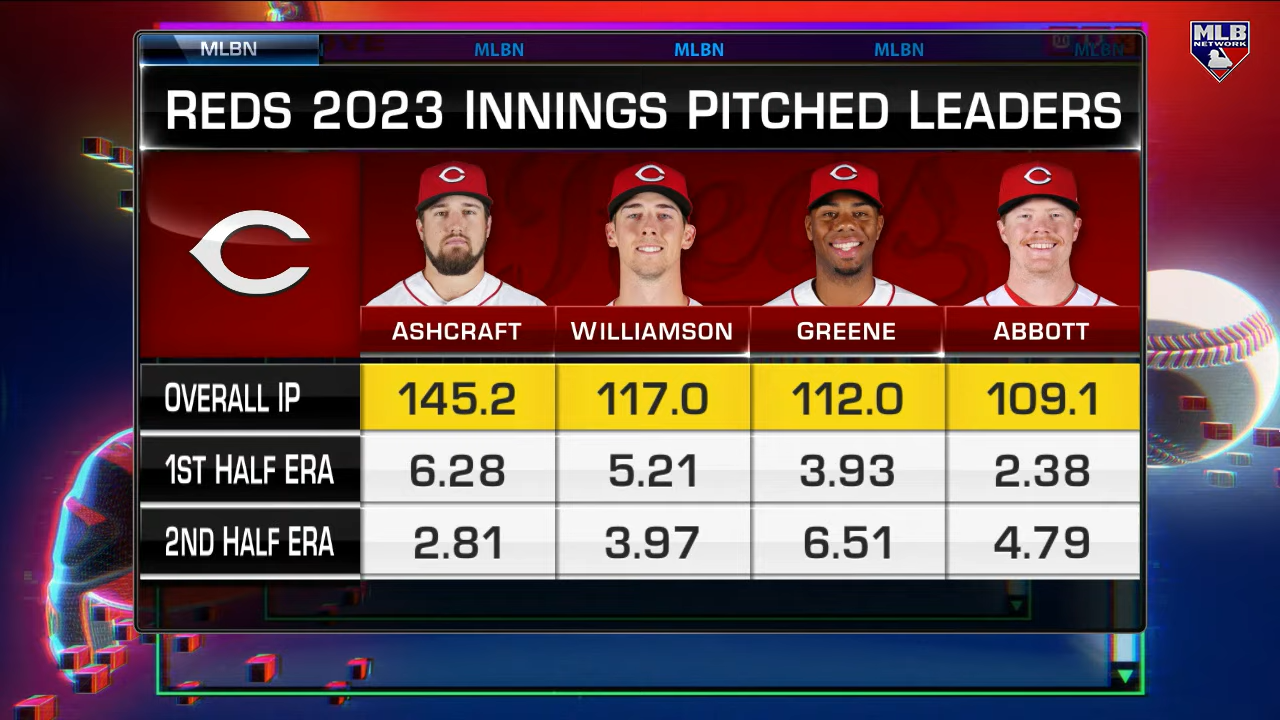 MLBN MLBN MLBN MLBN MLBN
MLB
NETWORK
REDS 2023 INNINGS PITCHED LEADERS
ASHCRAFT WILLIAMSON GREENE ABBOTT
OVERALL IP 145.2 117.0 112.0 109.1
1ST HALF ERA 6.28 5.21 3.93 2.38
2ND HALF ERA 2.81 3.97 6.51 4.79